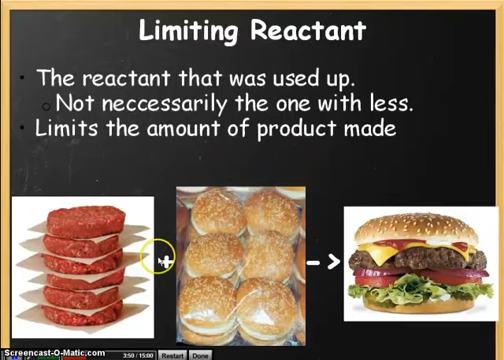 Limiting Reactant
• The reactant that was used up.
o Not neccessarily the one with less.
• Limits the amount of product made
+
- >
Screencast-O-Matic.com
3:50 / 15:00
Restart
Done